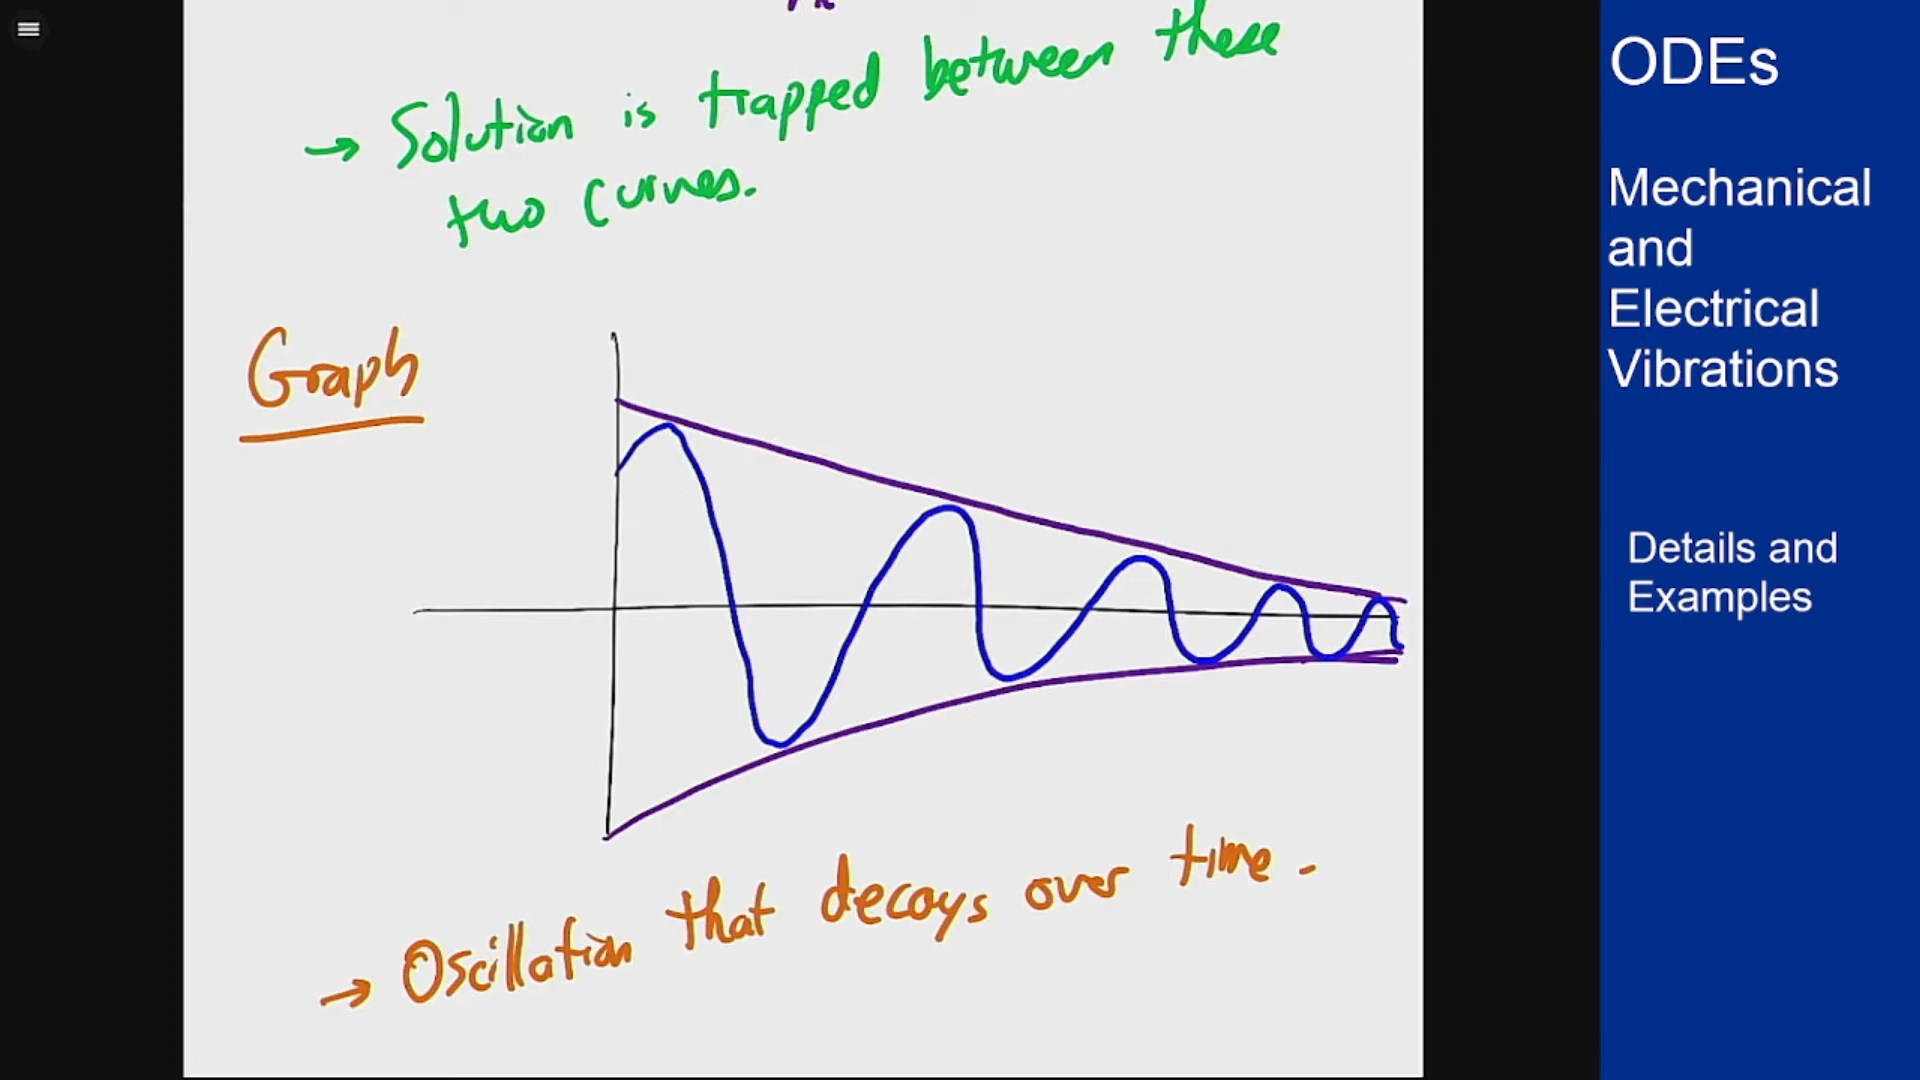 → Solution is trapped between these
two curves.
Graph
→ Oscillation that decays over time.
ODEs
Mechanical
and
Electrical
Vibrations
Details and
Examples